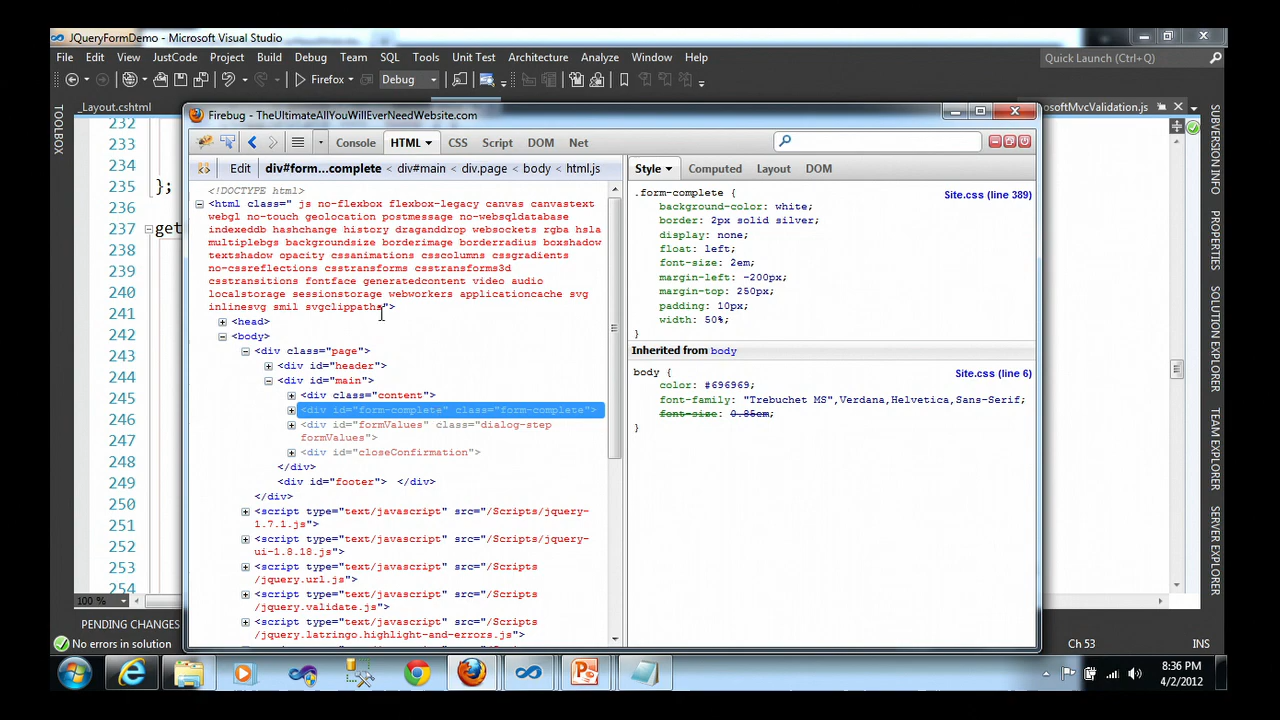 JQueryFormDemo - Microsoft Visual Studio
File Edit View JustCode Project Build Debug Team SQL Tools Unit Test Architecture Analyze Window Help
Quick Launch (Ctrl+Q)
Firefox Debug
_Layout.cshtml
osoftMvcValidation.js
TOOLBOX
232
233
234
235 };
236
237 get
238
239
240
241
242
243
244
245
246
247
248
249
250
251
252
253
254
100 %
Firebug - TheUltimateAllYouWillEverNeedWebsite.com
Console HTML CSS Script DOM Net
Edit div#form...complete < div#main < div.page < body < html.js
<!DOCTYPE html>
<html class=" js no-flexbox flexbox-legacy canvas canvastext
webgl no-touch geolocation postmessage no-websqldatabase
indexeddb hashchange history draganddrop websockets rgba hsla
multiplebgs backgroundsize borderimage borderradius boxshadow
textshadow opacity cssanimations csscolumns cssgradients
no-cssreflections csstransforms csstransforms3d
csstransitions fontface generatedcontent video audio
localstorage sessionstorage webworkers applicationcache svg
inlinesvg smil svgclippaths">
<head>
<body>
<div class="page">
<div id="header">
<div id="main">
<div class="content">
<div id="form-complete" class="form-complete">
<div id="formValues" class="dialog-step
formValues">
<div id="closeConfirmation">
</div>
<div id="footer"> </div>
</div>
<script type="text/javascript" src="/Scripts/jquery-
1.7.1.js">
<script type="text/javascript" src="/Scripts/jquery-
ui-1.8.18.js">
<script type="text/javascript" src="/Scripts
/jquery.url.js">
<script type="text/javascript" src="/Scripts
/jquery.validate.js">
<script type="text/javascript" src="/Scripts
/jquery.latringo.highlight-and-errors.js">
Style Computed Layout DOM
.form-complete { Site.css (line 389)
background-color: white;
border: 2px solid silver;
display: none;
float: left;
font-size: 2em;
margin-left: -200px;
margin-top: 250px;
padding: 10px;
width: 50%;
}
Inherited from body
body { Site.css (line 6)
color: #696969;
font-family: "Trebuchet MS",Verdana,Helvetica,Sans-Serif;
font-size: 0.85em;
}
SUBVERSION INFO
PROPERTIES
SOLUTION EXPLORER
TEAM EXPLORER
SERVER EXPLORER
PENDING CHANGES
No errors in solution
Ch 53
INS
8:36 PM
4/2/2012